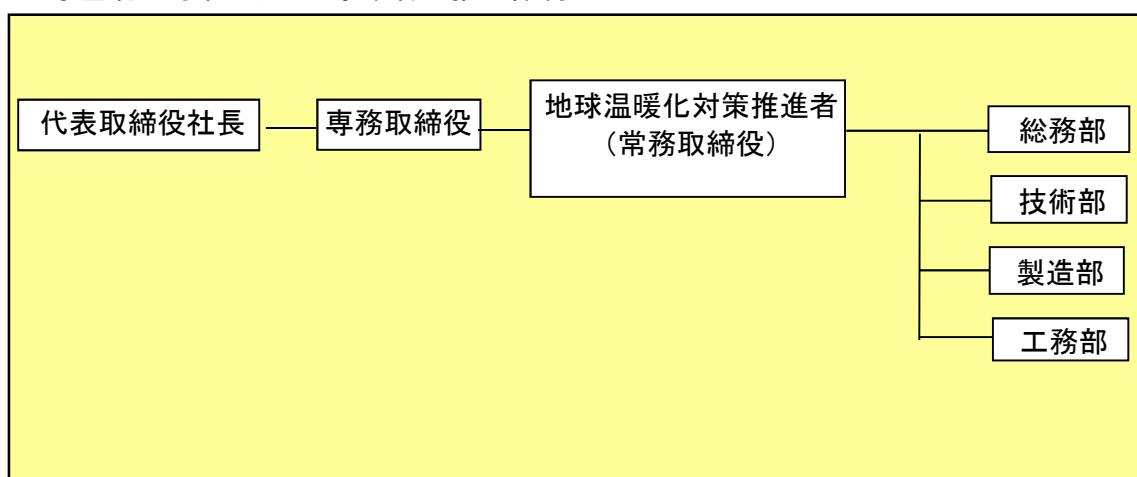 代表取締役社長
専務取締役
地球温暖化対策推進者
（常務取締役）
総務部
技術部
製造部
工務部